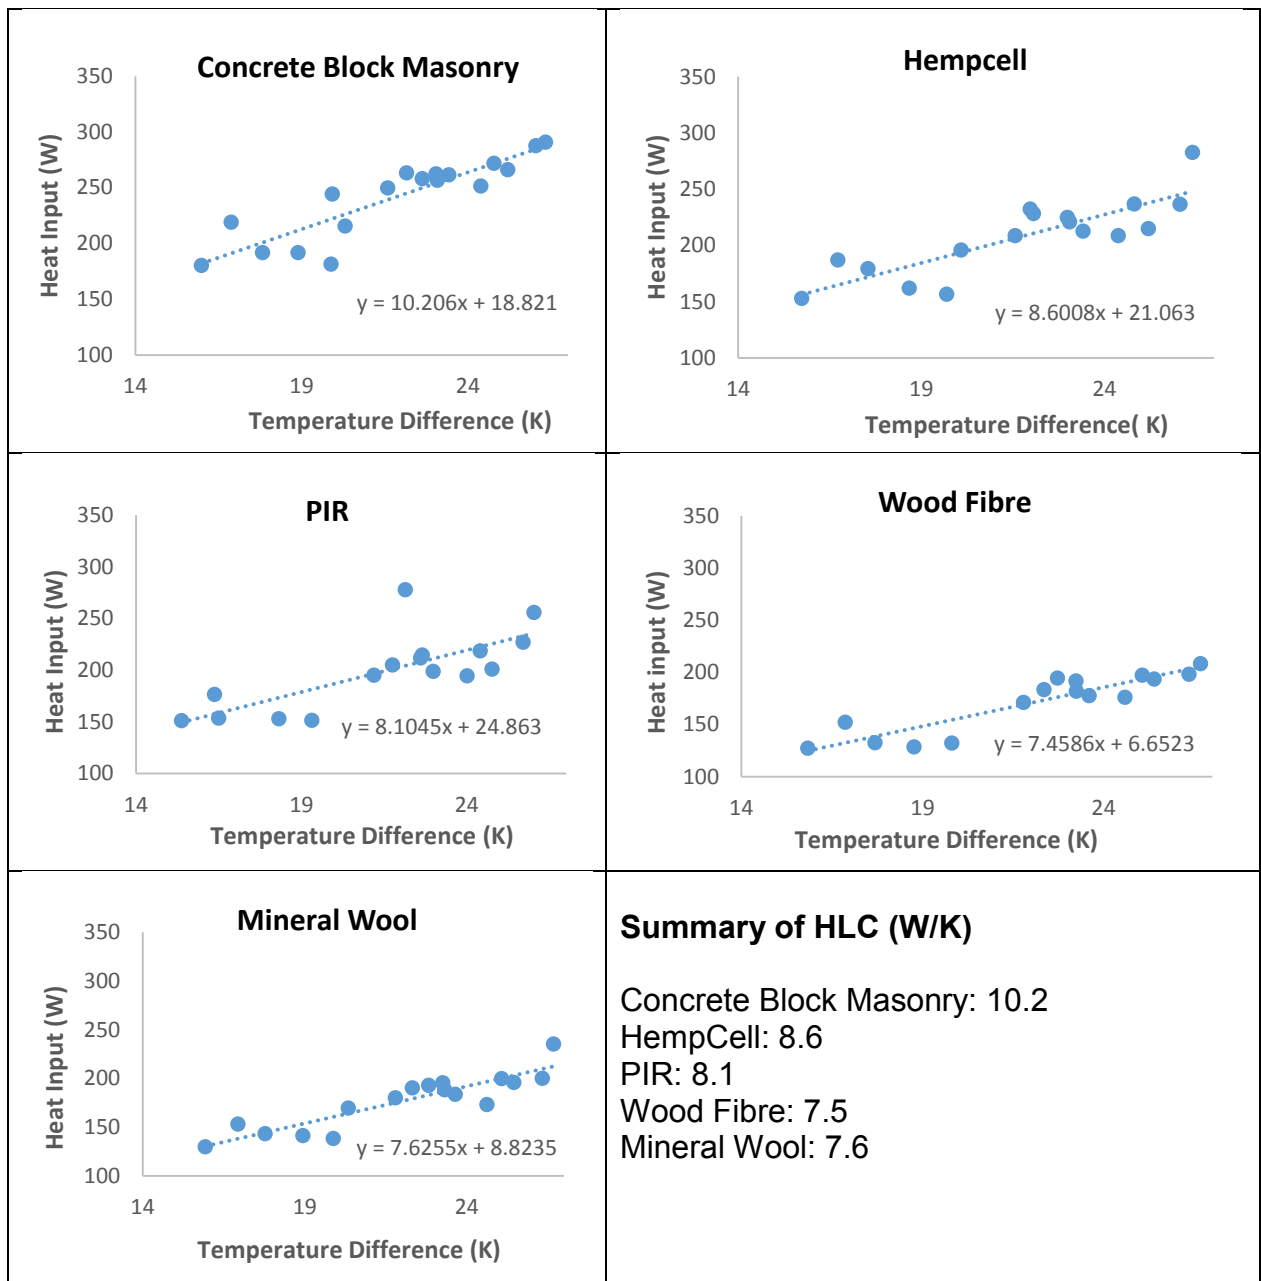 Concrete Block Masonry
350
300
250
200
150
100
Heat Input (W)
y = 10.206x + 18.821
14 19 24
Temperature Difference (K)
Hempcell
350
300
250
200
150
100
Heat Input (W)
y = 8.6008x + 21.063
14 19 24
Temperature Difference( K)
PIR
350
300
250
200
150
100
Heat Input (W)
y = 8.1045x + 24.863
14 19 24
Temperature Difference (K)
Wood Fibre
350
300
250
200
150
100
Heat input (W)
y = 7.4586x + 6.6523
14 19 24
Temperature Difference (K)
Mineral Wool
350
300
250
200
150
100
Heat Input (W)
y = 7.6255x + 8.8235
14 19 24
Temperature Difference (K)
Summary of HLC (W/K)
Concrete Block Masonry: 10.2
HempCell: 8.6
PIR: 8.1
Wood Fibre: 7.5
Mineral Wool: 7.6